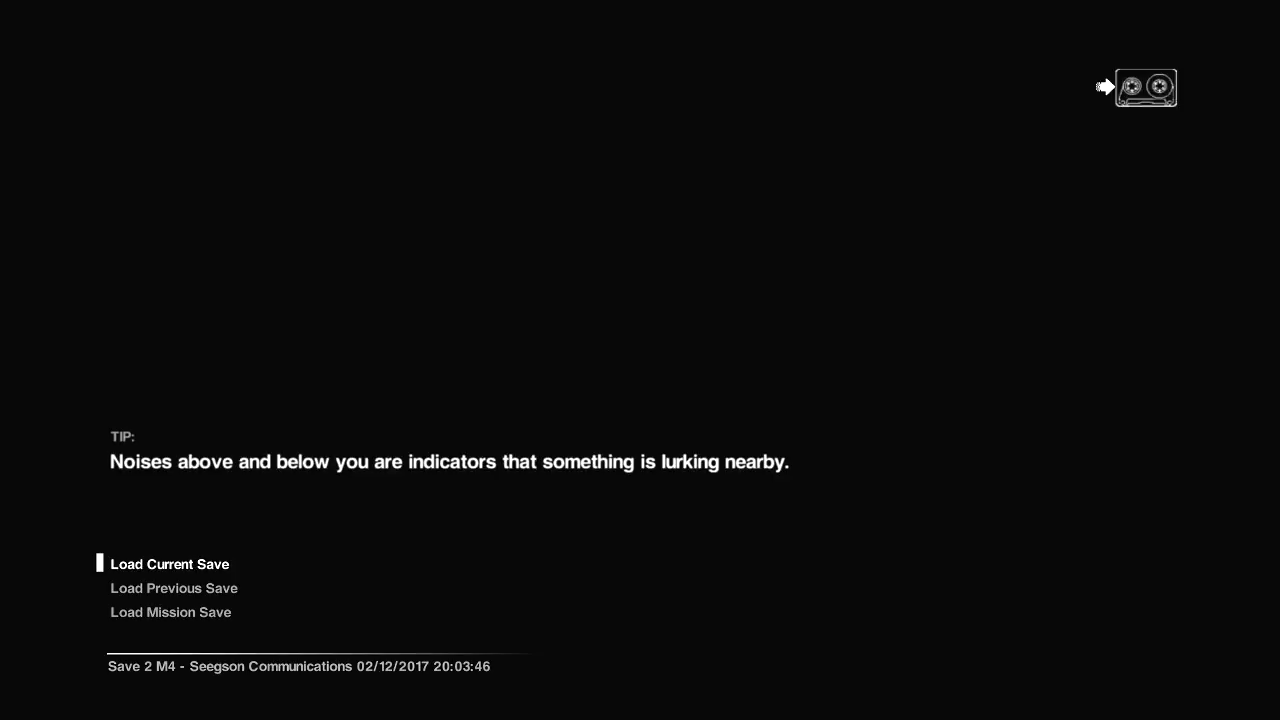 TIP:
Noises above and below you are indicators that something is lurking nearby.
Load Current Save
Load Previous Save
Load Mission Save
Save 2 M4 - Seegson Communications 02/12/2017 20:03:46